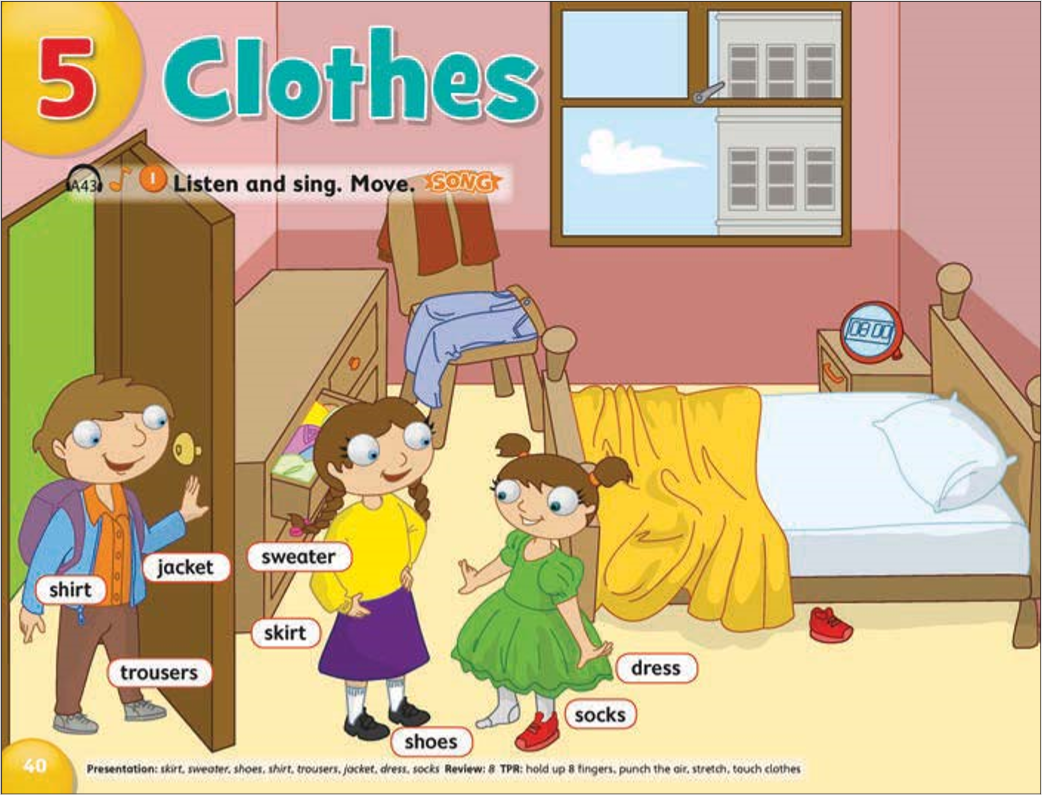 5 Clothes
A43 1 Listen and sing. Move. SONG
08:00
jacket
shirt
trousers
sweater
skirt
shoes
dress
socks
40
Presentation: skirt, sweater, shoes, shirt, trousers, jacket, dress, socks Review: 8 TPR: hold up 8 fingers, punch the air, stretch, touch clothes